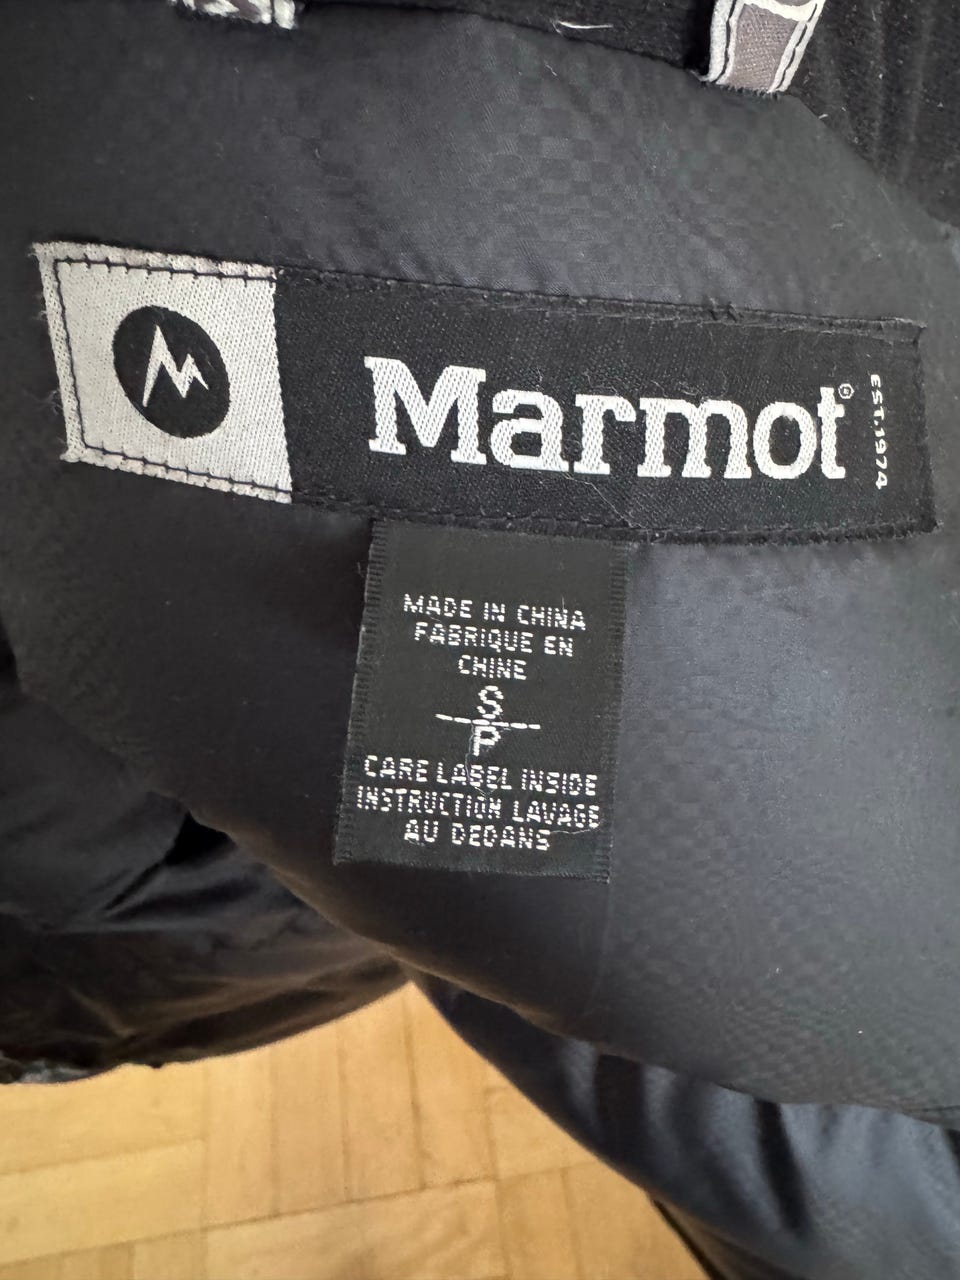 Marmot®
EST.1974
MADE IN CHINA
FABRIQUE EN
CHINE
S
P
CARE LABEL INSIDE
INSTRUCTION LAVAGE
AU DEDANS